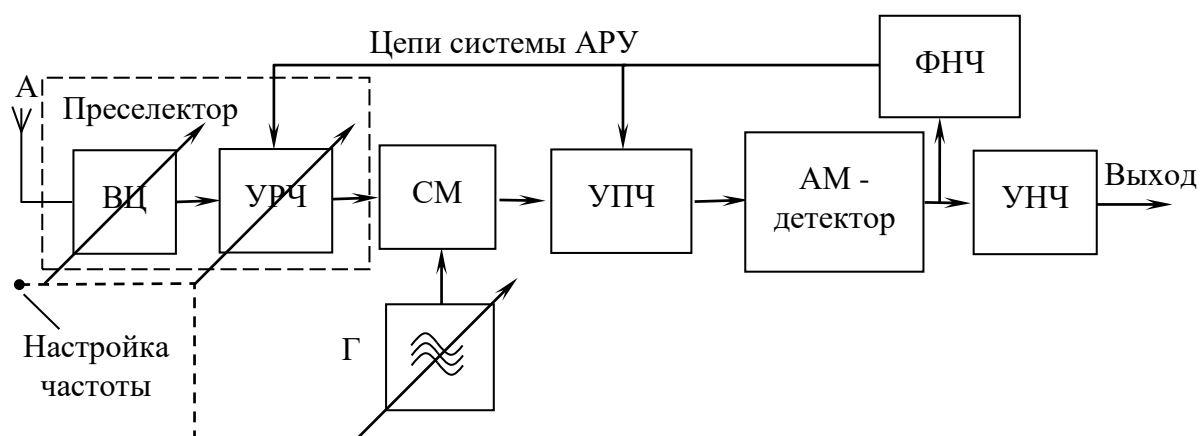 Цепи системы АРУ
ФНЧ
А
Преселектор
ВЦ
УРЧ
СМ
УПЧ
АМ -
детектор
УНЧ
Выход
Г
Настройка
частоты